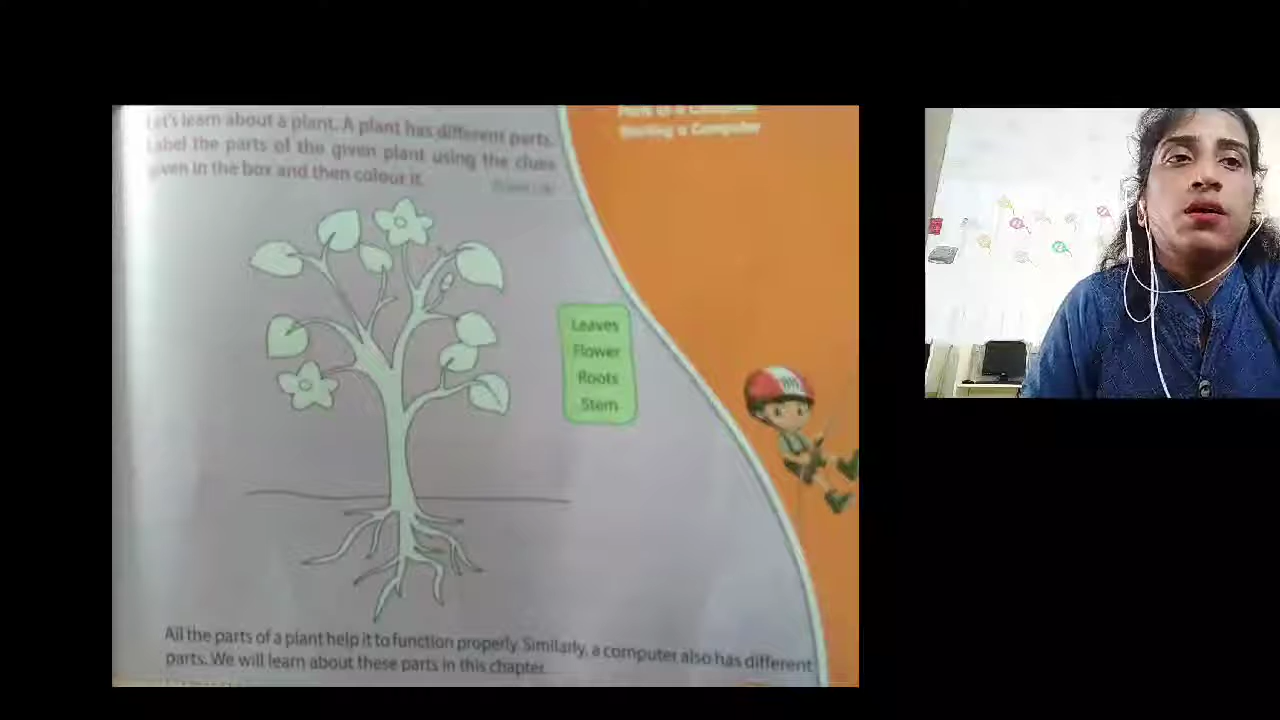 Parts of a Computer
Starting a Computer
Let's learn about a plant. A plant has different parts.
Label the parts of the given plant using the clues
given in the box and then colour it.
Leaves
Flower
Roots
Stem
All the parts of a plant help it to function properly. Similarly, a computer also has different
parts. We will learn about these parts in this chapter.